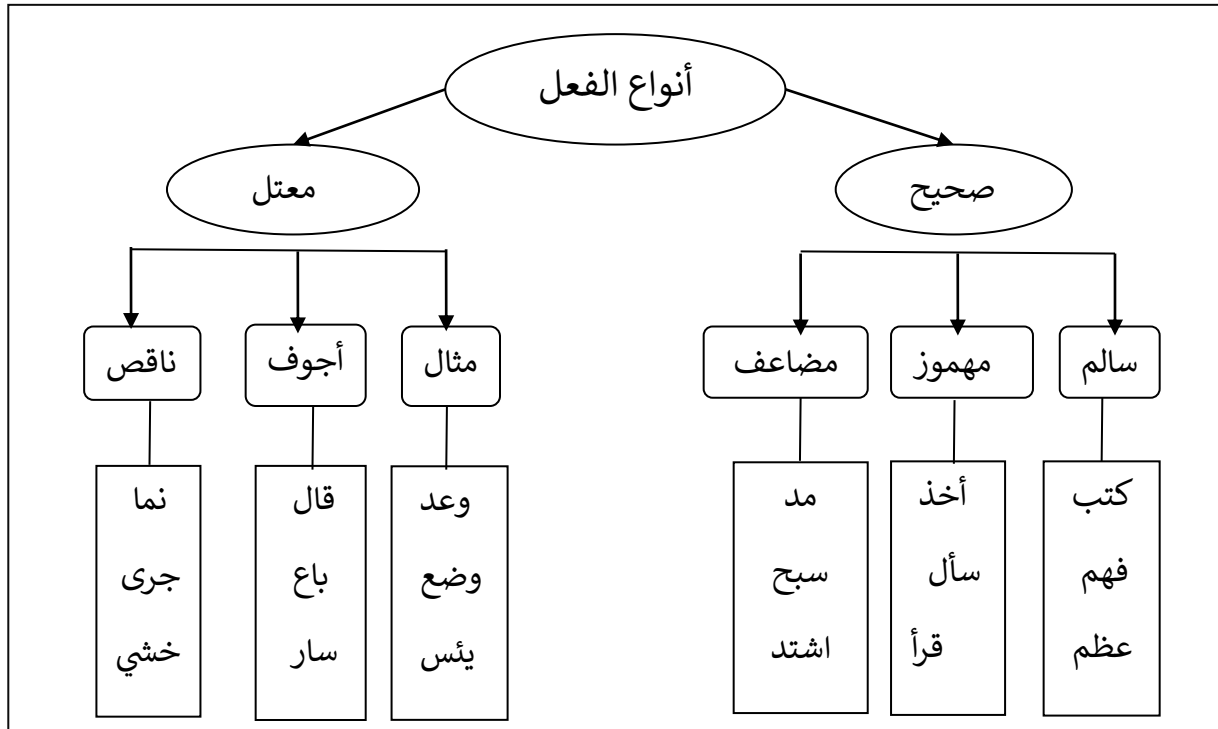 أنواع الفعل
صحيح
معتل
سالم
مهموز
مضاعف
مثال
أجوف
ناقص
كتب
فهم
عظم
أخذ
سأل
قرأ
مد
سبح
اشتد
وعد
وضع
يئس
قال
باع
سار
نما
جرى
خشي